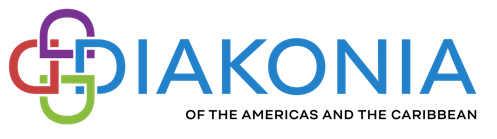 DIAKONIA
OF THE AMERICAS AND THE CARIBBEAN